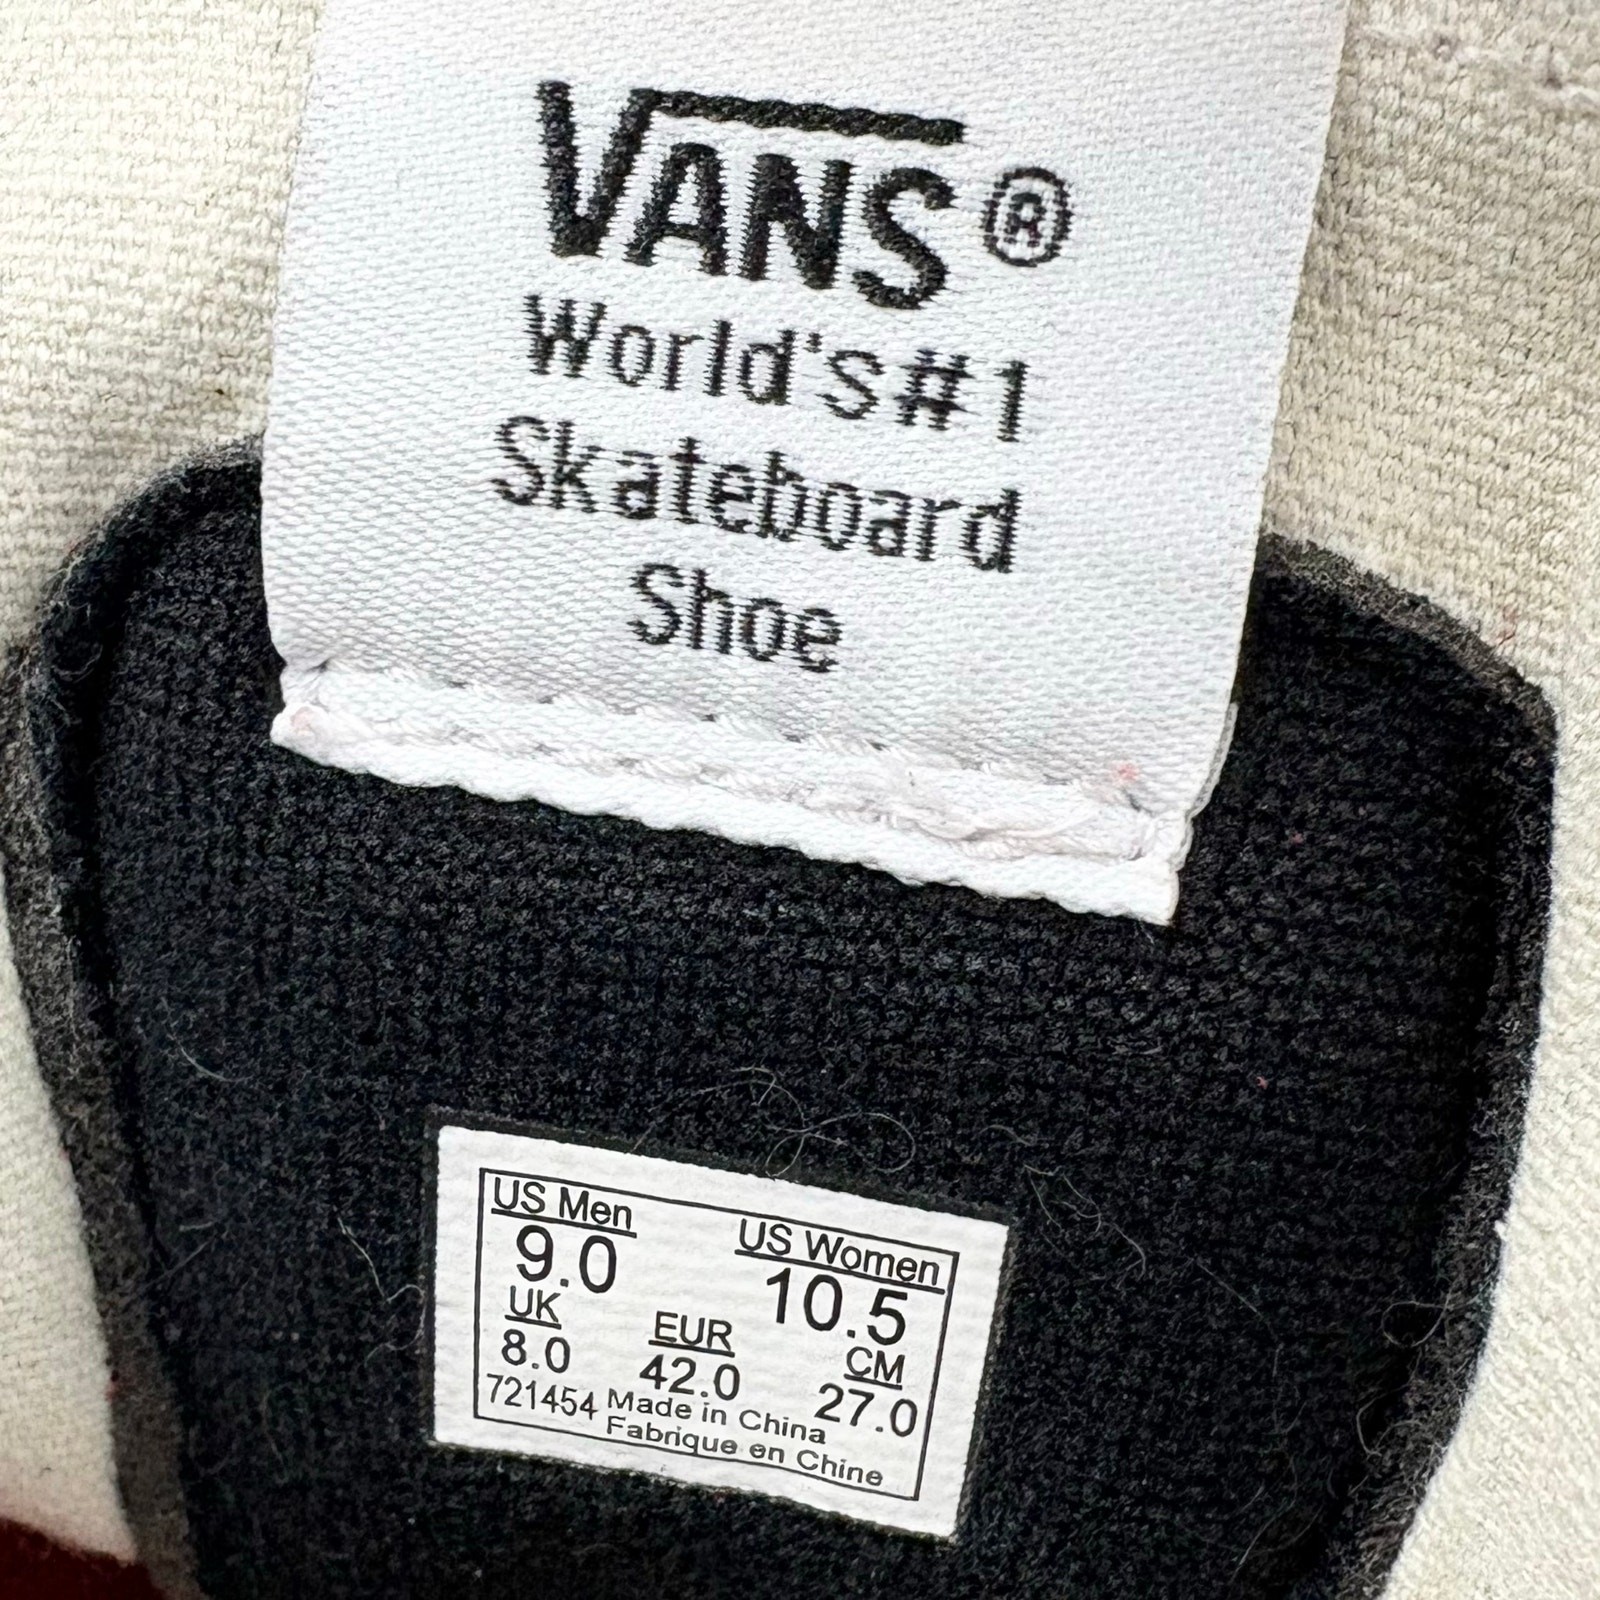 VANS®
World's #1
Skateboard
Shoe
US Men US Women
9.0 10.5
UK EUR CM
8.0 42.0 27.0
721454 Made in China
Fabrique en Chine